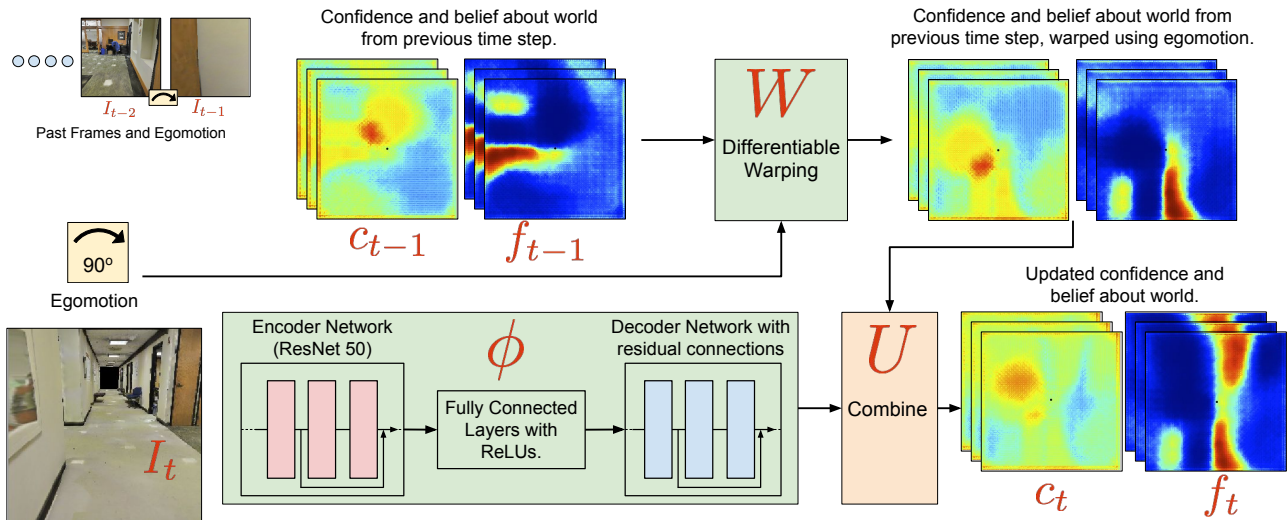 Confidence and belief about world
from previous time step.
Confidence and belief about world from
previous time step, warped using egomotion.
I_{t-2}
I_{t-1}
Past Frames and Egomotion
W
Differentiable
Warping
c_{t-1}
f_{t-1}
90º
Egomotion
Updated confidence and
belief about world.
Encoder Network
(ResNet 50)
ϕ
Decoder Network with
residual connections
Fully Connected
Layers with
ReLUs.
U
Combine
I_t
c_t
f_t